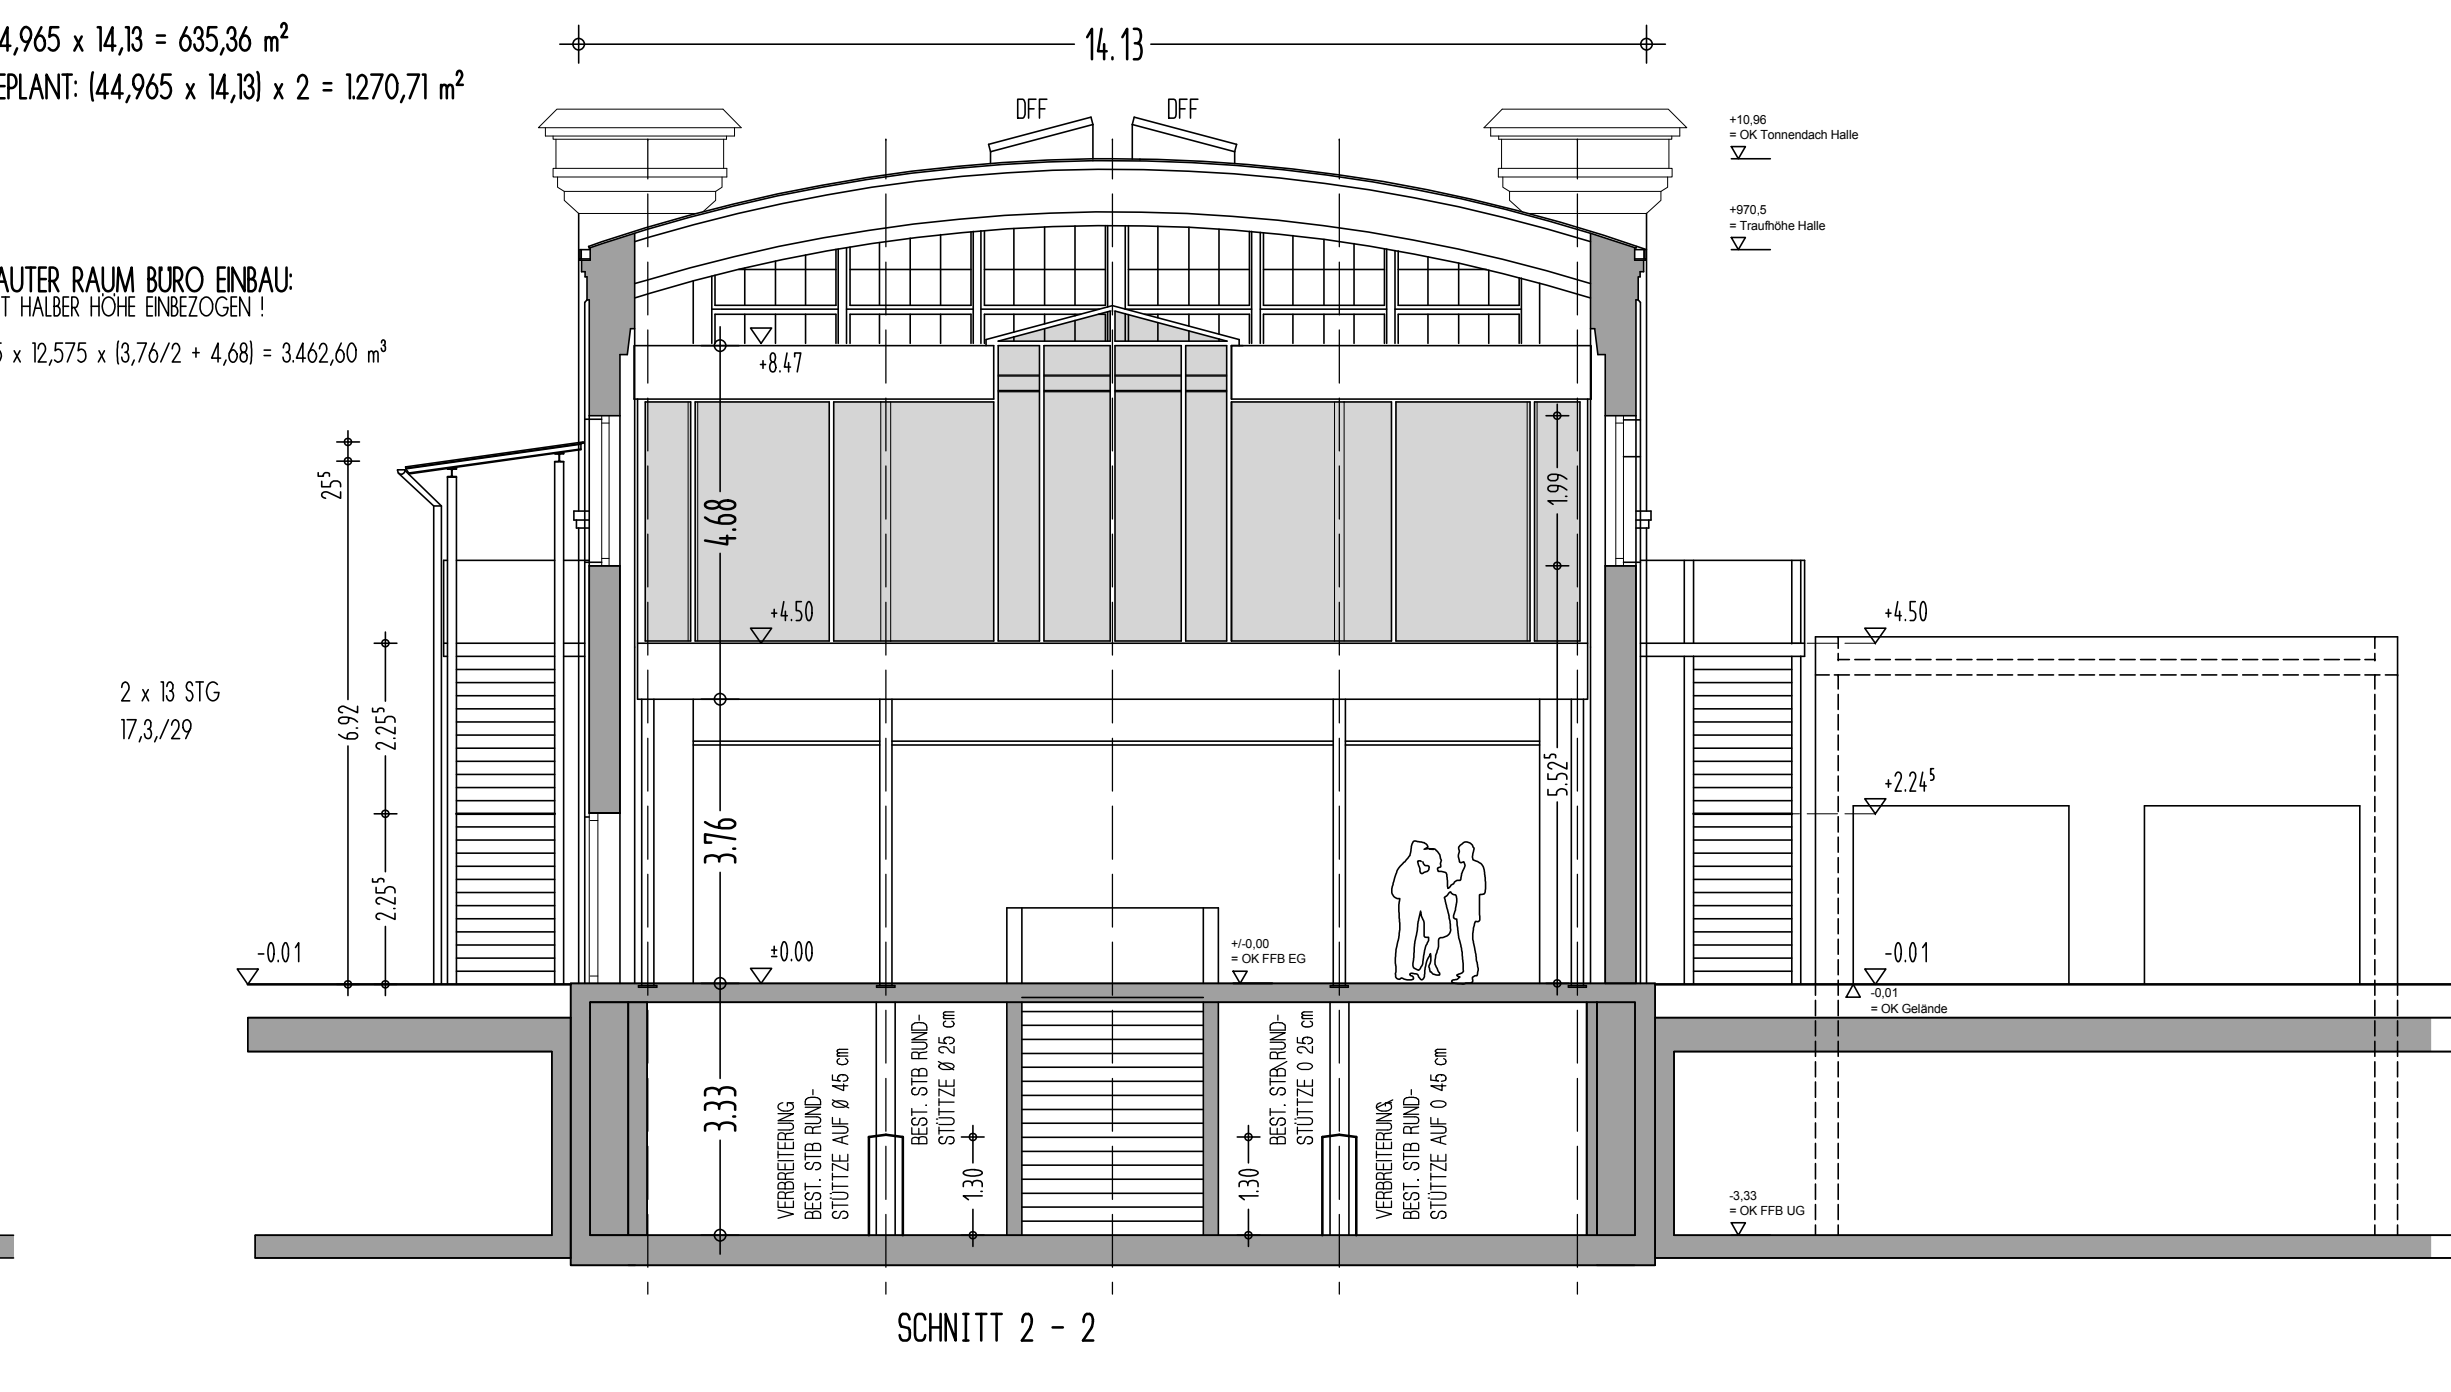 4,965 x 14,13 = 635,36 m²
EPLANT: (44,965 x 14,13) x 2 = 1.270,71 m²
14.13
DFF
DFF
+10,96
= OK Tonnendach Halle
+970,5
= Traufhöhe Halle
AUTER RAUM BÜRO EINBAU:
T HALBER HÖHE EINBEZOGEN !
5 x 12,575 x (3,76/2 + 4,68) = 3.462,60 m³
+8.47
25⁵
4.68
1.99
+4.50
+4.50
2 x 13 STG
17,3,/29
6.92
2.25⁵
2.25⁵
3.76
5.52⁵
+2.24⁵
-0.01
±0.00
+/-0,00
= OK FFB EG
-0.01
-0,01
= OK Gelände
3.33
VERBREITERUNG
BEST. STB RUND-
STÜTTZE AUF Ø 45 cm
BEST. STB RUND-
STÜTTZE Ø 25 cm
1.30
1.30
BEST. STB\RUND-
STÜTTZE O 25 cm
VERBREITERUNG
BEST. STB RUND-
STÜTTZE AUF O 45 cm
-3,33
= OK FFB UG
SCHNITT 2 - 2